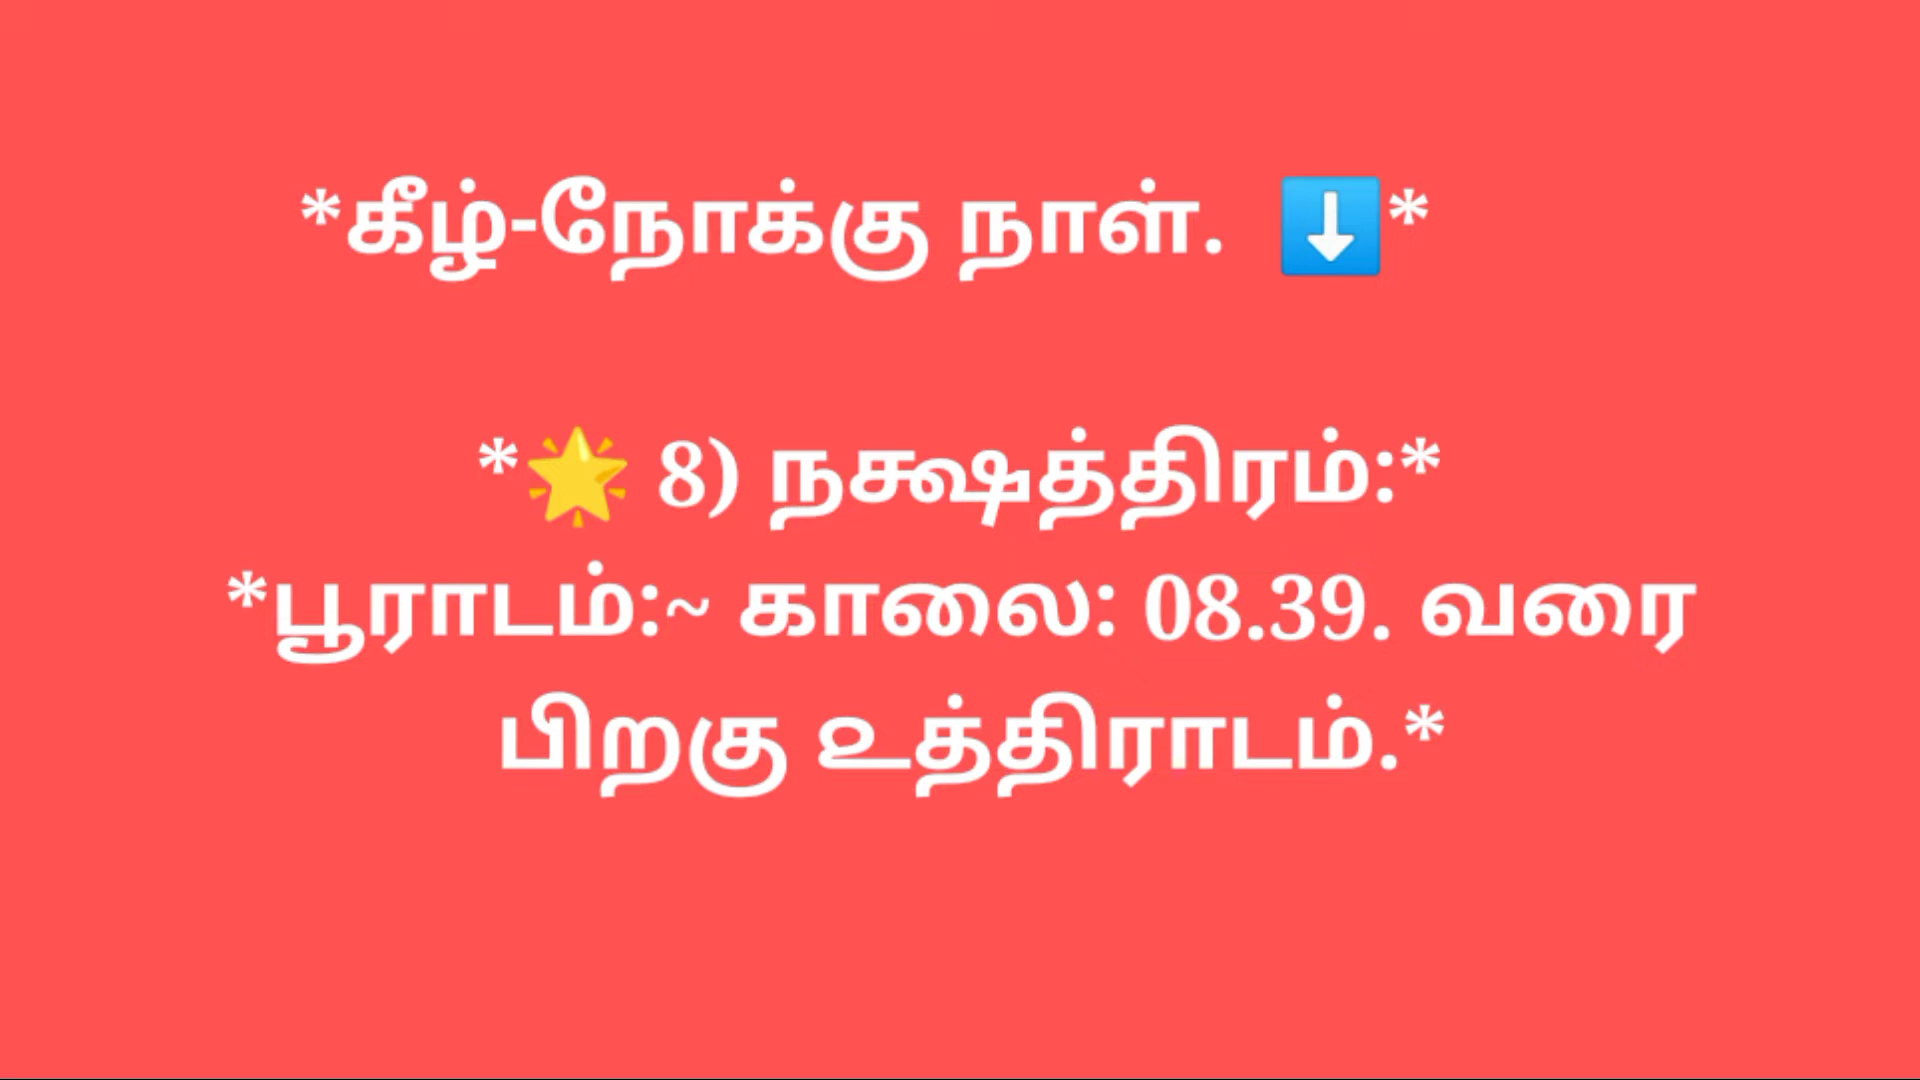 *கீழ்-நோக்கு நாள்.  ⬇️*
*🌟 8) நக்ஷத்திரம்:*
*பூராடம்:~ காலை: 08.39. வரை
பிறகு உத்திராடம்.*